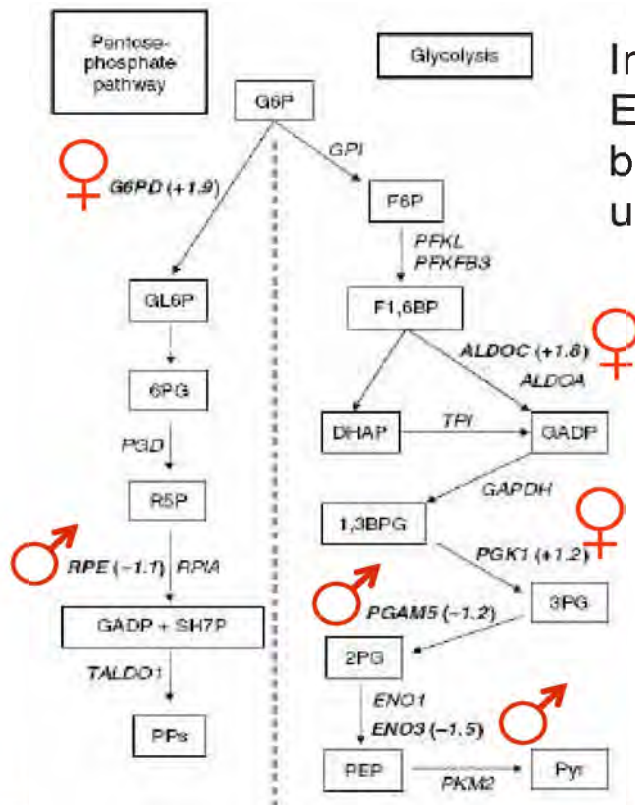 Pentose-
phosphate
pathway
Glycolysis
G6P
GPI
G6PD (+1.9)
F6P
PFKL
PFKFB3
GL6P
F1,6BP
ALDOC (+1.8)
ALDOA
6PG
DHAP
TPI
GADP
PGD
GAPDH
R5P
1,3BPG
RPE (−1.1)
RPIA
PGK1 (+1.2)
PGAM5 (−1.2)
3PG
GADP + SH7P
2PG
TALDO1
ENO1
ENO3 (−1.5)
PPs
PEP
PKM2
Pyr